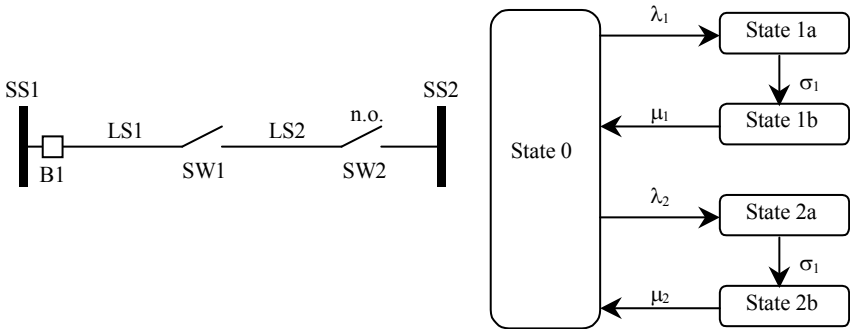 SS1
B1
LS1
SW1
LS2
n.o.
SW2
SS2
State 0
λ₁
State 1a
σ₁
μ₁
State 1b
λ₂
State 2a
σ₁
μ₂
State 2b